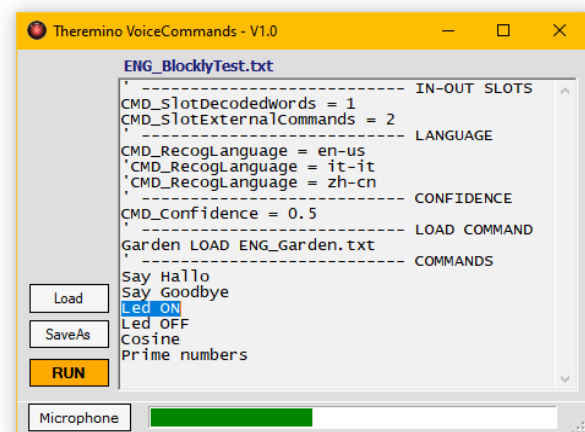 Theremino VoiceCommands - V1.0
ENG_BlocklyTest.txt
' --------------------------- IN-OUT SLOTS
CMD_SlotDecodedWords = 1
CMD_SlotExternalCommands = 2
' --------------------------- LANGUAGE
CMD_RecogLanguage = en-us
'CMD_RecogLanguage = it-it
'CMD_RecogLanguage = zh-cn
' --------------------------- CONFIDENCE
CMD_Confidence = 0.5
' --------------------------- LOAD COMMAND
Garden LOAD ENG_Garden.txt
' --------------------------- COMMANDS
Say Hallo
Say Goodbye
Led ON
Led OFF
Cosine
Prime numbers
Load
SaveAs
RUN
Microphone